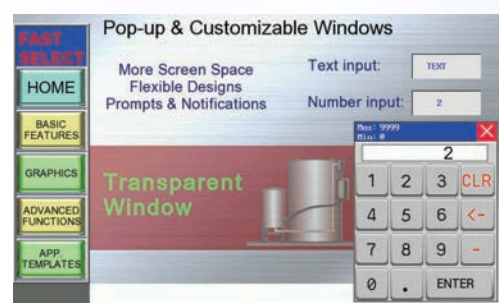 FAST
SELECT
HOME
BASIC
FEATURES
GRAPHICS
ADVANCED
FUNCTIONS
APP.
TEMPLATES
Pop-up & Customizable Windows
More Screen Space
Flexible Designs
Prompts & Notifications
Text input: TEXT
Number input: 2
Transparent
Window
Max: 9999
Min: 0
2
1 2 3 CLR
4 5 6 <-
7 8 9 -
0 . ENTER